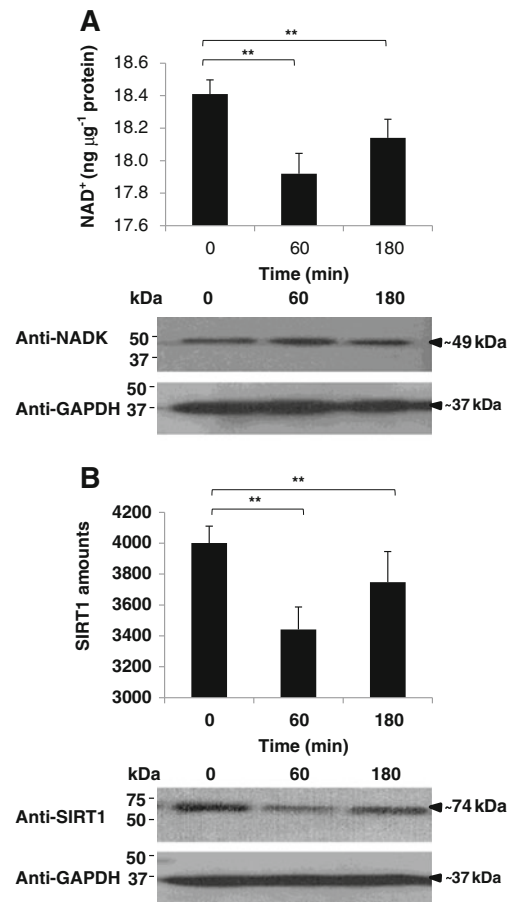 A
**
**
NAD⁺ (ng µg⁻¹ protein)
18.6
18.4
18.2
18.0
17.8
17.6
0 60 180
Time (min)
kDa 0 60 180
Anti-NADK 50 37 ~49 kDa
Anti-GAPDH 50 37 ~37 kDa
B
**
**
SIRT1 amounts
4200
4000
3800
3600
3400
3200
3000
0 60 180
Time (min)
kDa 0 60 180
Anti-SIRT1 75 50 ~74 kDa
Anti-GAPDH 50 37 ~37 kDa